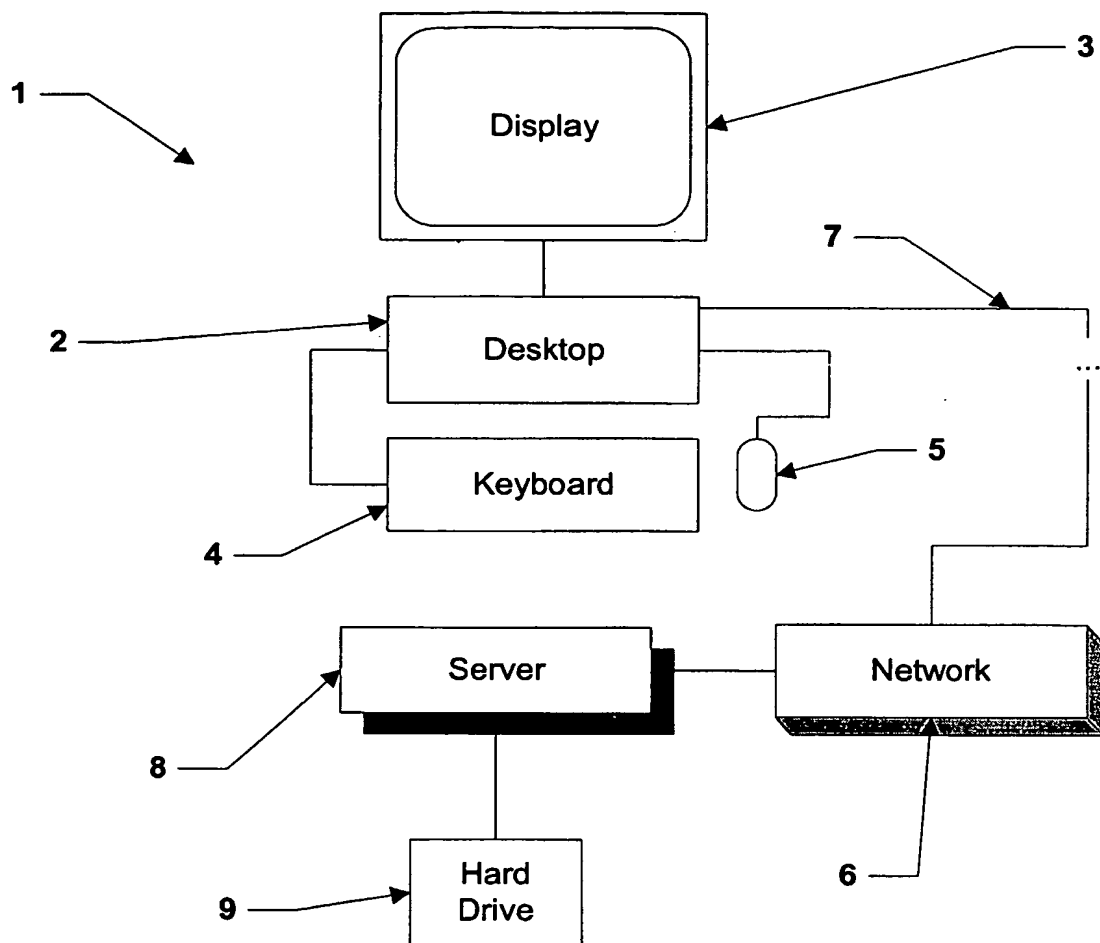 3
1
Display
7
2
Desktop
...
5
Keyboard
4
Server
Network
8
6
Hard
Drive
9